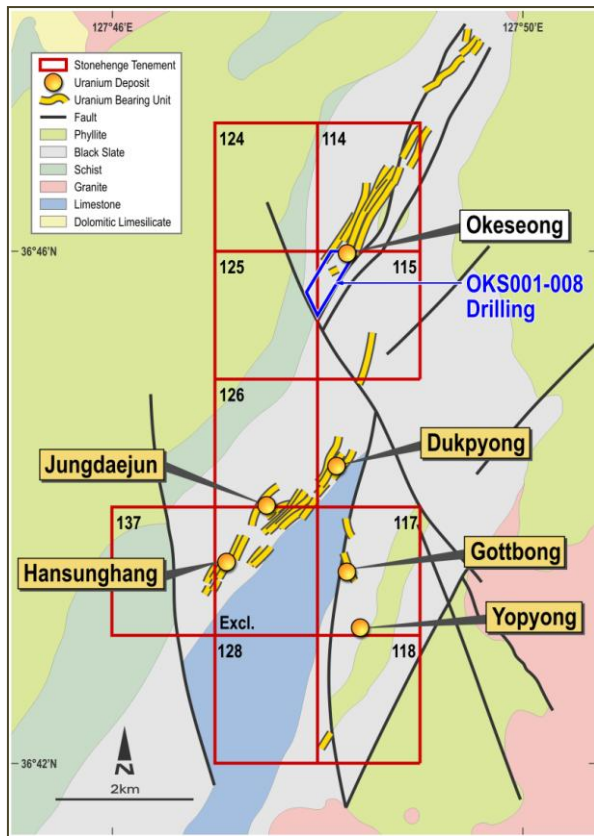 127°46'E
127°50'E
Stonehenge Tenement
Uranium Deposit
Uranium Bearing Unit
Fault
Phyllite
Black Slate
Schist
Granite
Limestone
Dolomitic Limesilicate
124
114
Okeseong
36°46'N
125
115
OKS001-008
Drilling
126
Jungdaejun
Dukpyong
137
117
Hansunghang
Gottbong
Yopyong
Excl.
128
118
36°42'N
N
2km